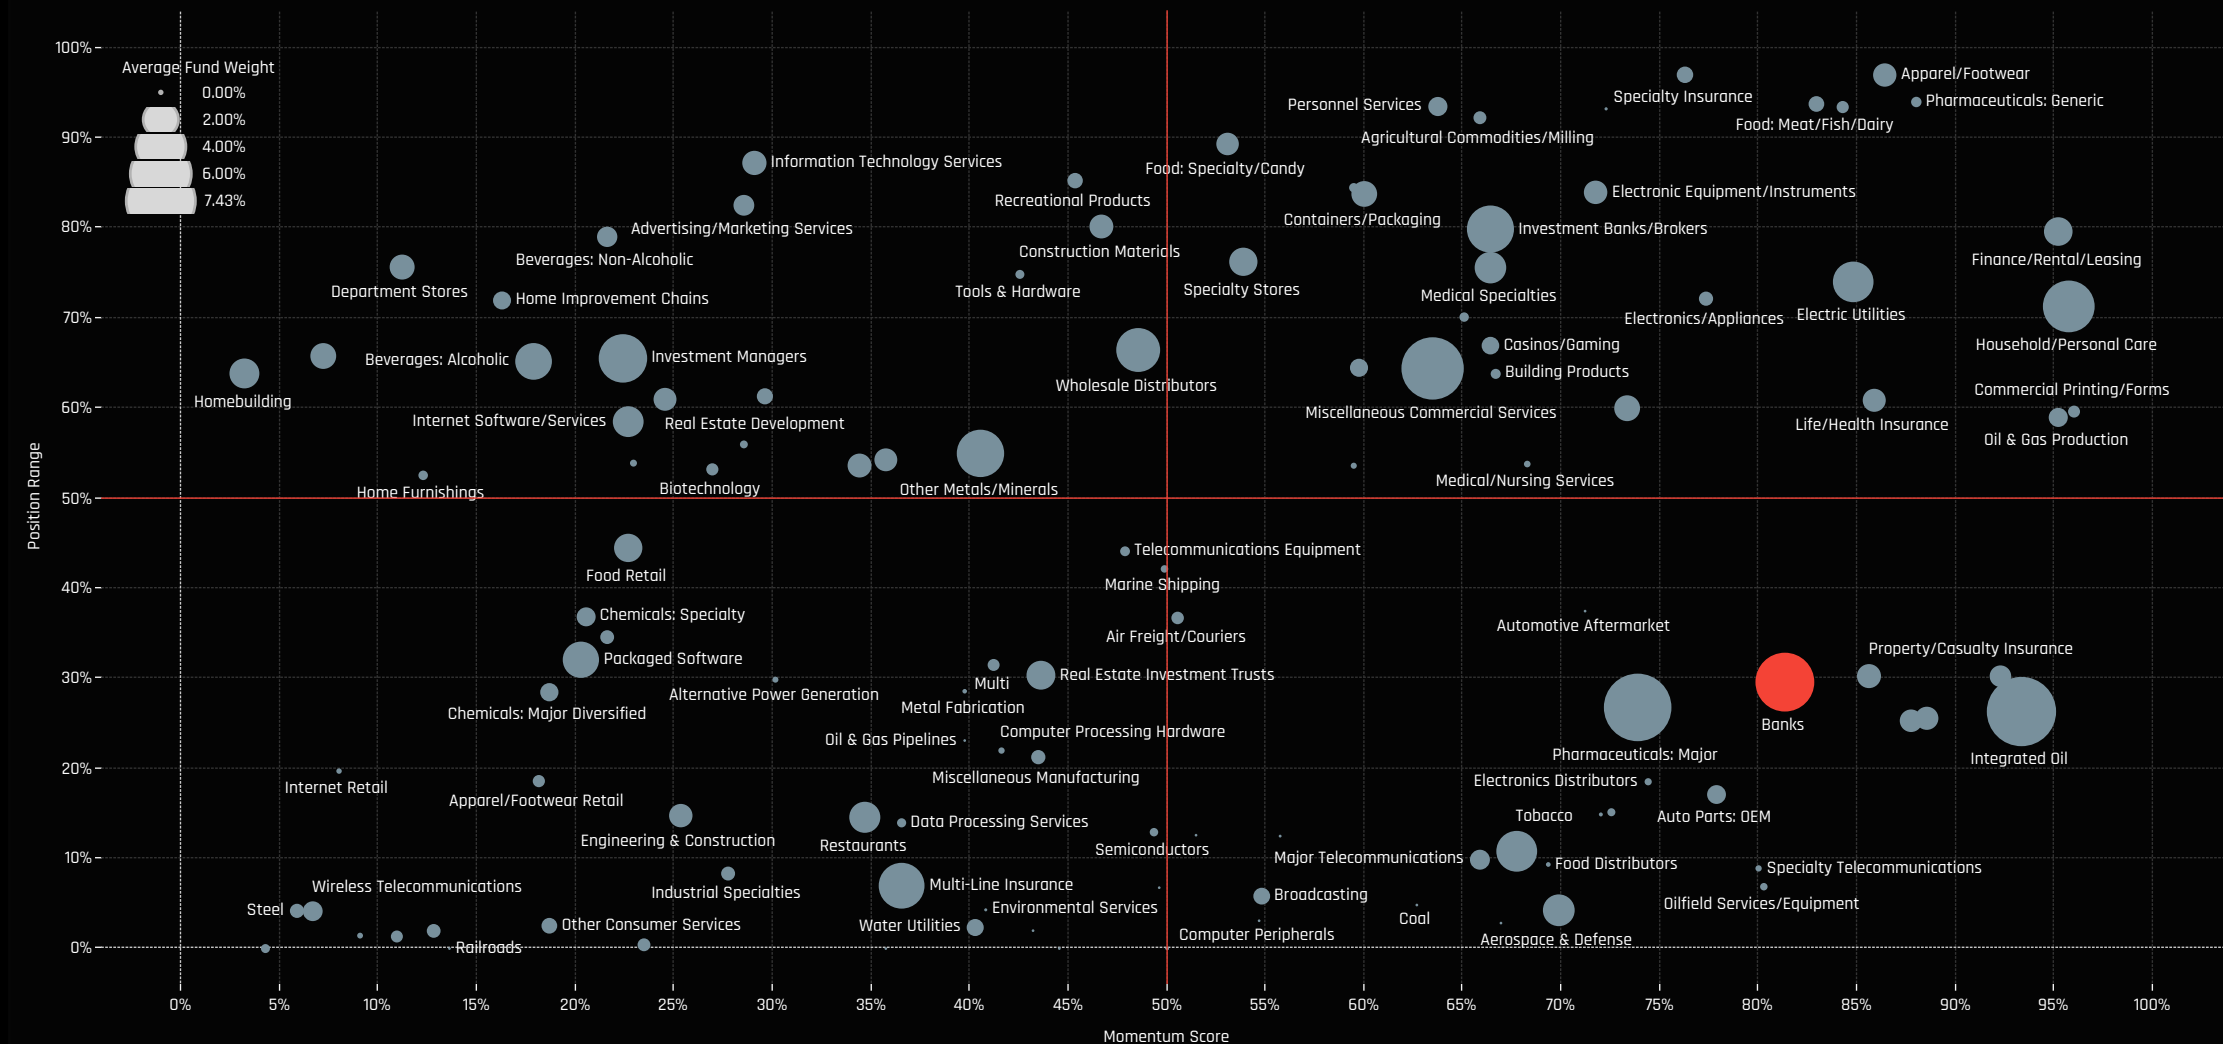 100%
Average Fund Weight
0.00%
2.00%
4.00%
6.00%
7.43%
Apparel/Footwear
Specialty Insurance
Pharmaceuticals: Generic
Personnel Services
Food: Meat/Fish/Dairy
Agricultural Commodities/Milling
90%
Information Technology Services
Food: Specialty/Candy
Electronic Equipment/Instruments
Recreational Products
Containers/Packaging
80%
Advertising/Marketing Services
Investment Banks/Brokers
Construction Materials
Beverages: Non-Alcoholic
Finance/Rental/Leasing
Department Stores
Tools & Hardware
Specialty Stores
Medical Specialties
Home Improvement Chains
70%
Electronics/Appliances
Electric Utilities
Household/Personal Care
Casinos/Gaming
Beverages: Alcoholic
Investment Managers
Building Products
Wholesale Distributors
Commercial Printing/Forms
Homebuilding
60%
Miscellaneous Commercial Services
Internet Software/Services
Real Estate Development
Life/Health Insurance
Oil & Gas Production
Medical/Nursing Services
Home Furnishings
Biotechnology
Other Metals/Minerals
50%
Position Range
Telecommunications Equipment
Food Retail
Marine Shipping
40%
Chemicals: Specialty
Automotive Aftermarket
Air Freight/Couriers
Property/Casualty Insurance
Packaged Software
Real Estate Investment Trusts
30%
Multi
Alternative Power Generation
Metal Fabrication
Chemicals: Major Diversified
Banks
Computer Processing Hardware
Oil & Gas Pipelines
Pharmaceuticals: Major
Integrated Oil
20%
Miscellaneous Manufacturing
Electronics Distributors
Internet Retail
Apparel/Footwear Retail
Tobacco
Auto Parts: OEM
Data Processing Services
Engineering & Construction
Restaurants
Semiconductors
10%
Major Telecommunications
Food Distributors
Specialty Telecommunications
Wireless Telecommunications
Multi-Line Insurance
Industrial Specialties
Broadcasting
Oilfield Services/Equipment
Steel
Environmental Services
Coal
Other Consumer Services
Water Utilities
Computer Peripherals
Aerospace & Defense
0%
Railroads
0%
5%
10%
15%
20%
25%
30%
35%
40%
45%
50%
55%
60%
65%
70%
75%
80%
85%
90%
95%
100%
Momentum Score